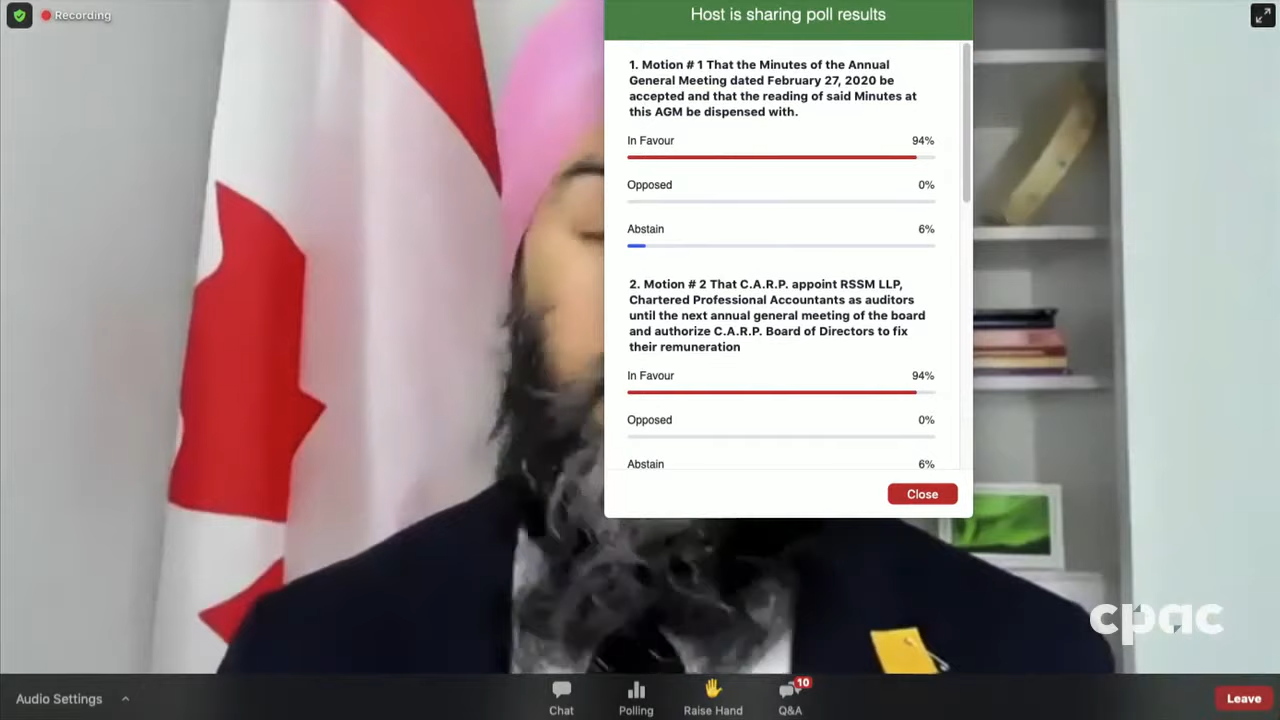 Recording
Host is sharing poll results
1. Motion # 1 That the Minutes of the Annual
General Meeting dated February 27, 2020 be
accepted and that the reading of said Minutes at
this AGM be dispensed with.
In Favour 94%
Opposed 0%
Abstain 6%
2. Motion # 2 That C.A.R.P. appoint RSSM LLP,
Chartered Professional Accountants as auditors
until the next annual general meeting of the board
and authorize C.A.R.P. Board of Directors to fix
their remuneration
In Favour 94%
Opposed 0%
Abstain 6%
Close
cpac
Audio Settings
Chat
Polling
Raise Hand
10
Q&A
Leave